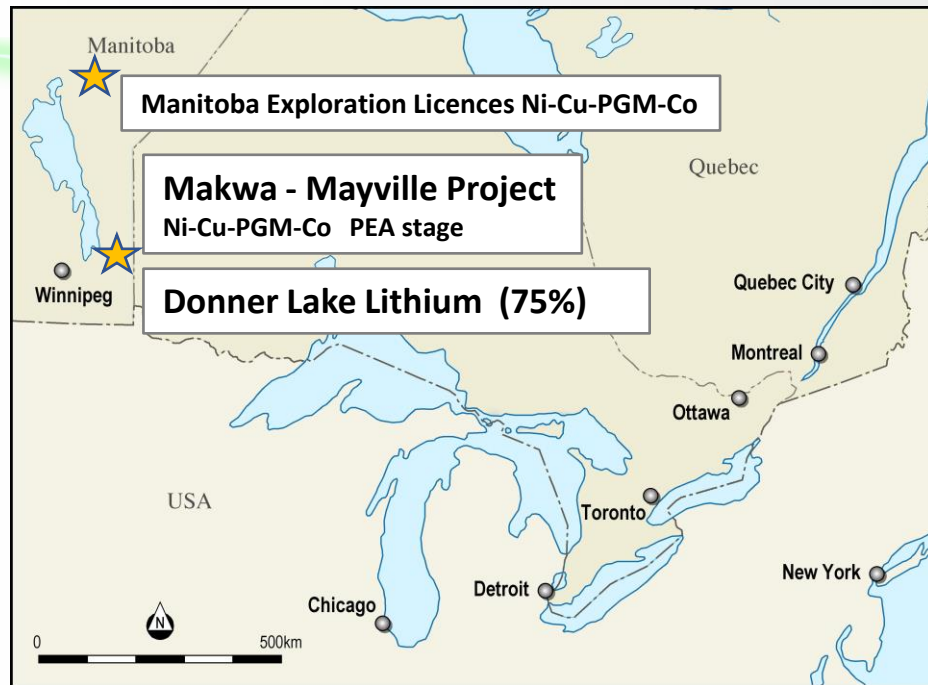 Manitoba
Manitoba Exploration Licences Ni-Cu-PGM-Co
Quebec
Makwa - Mayville Project
Ni-Cu-PGM-Co PEA stage
Winnipeg
Donner Lake Lithium (75%)
Quebec City
Montreal
Ottawa
USA
Toronto
New York
Detroit
Chicago
N
0
500km